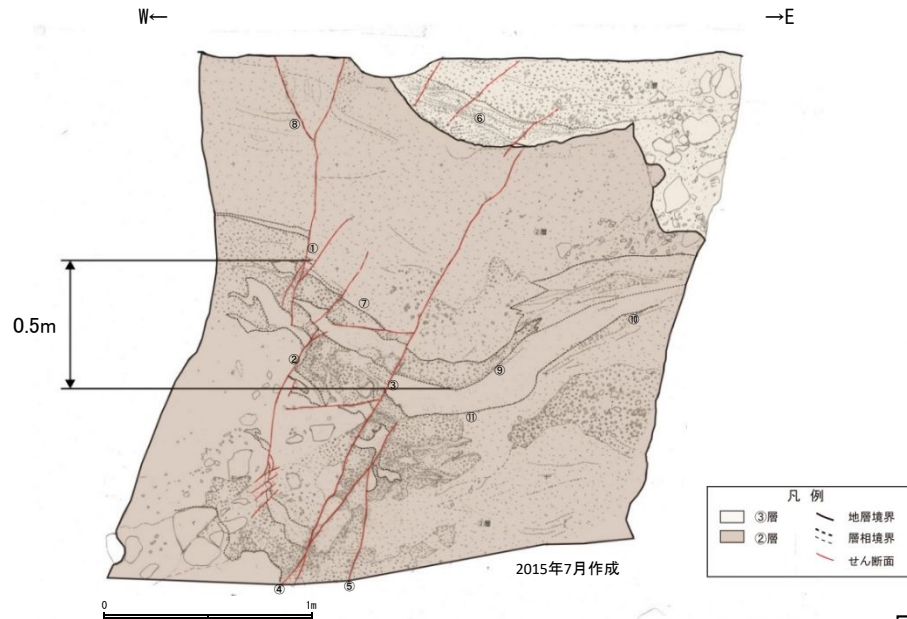 W←
→E
⑧
⑥
①
0.5m
⑦
②
③
⑨
⑩
⑪
④
⑤
2015年7月作成
0
1m
凡 例
③層
地層境界
②層
層相境界
せん断面